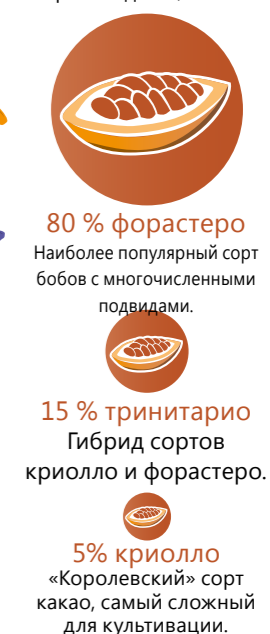 80 % форастеро
Наиболее популярный сорт
бобов с многочисленными
подвидами.
15 % тринитарио
Гибрид сортов
криолло и форастеро.
5% криолло
«Королевский» сорт
какао, самый сложный
для культивации.